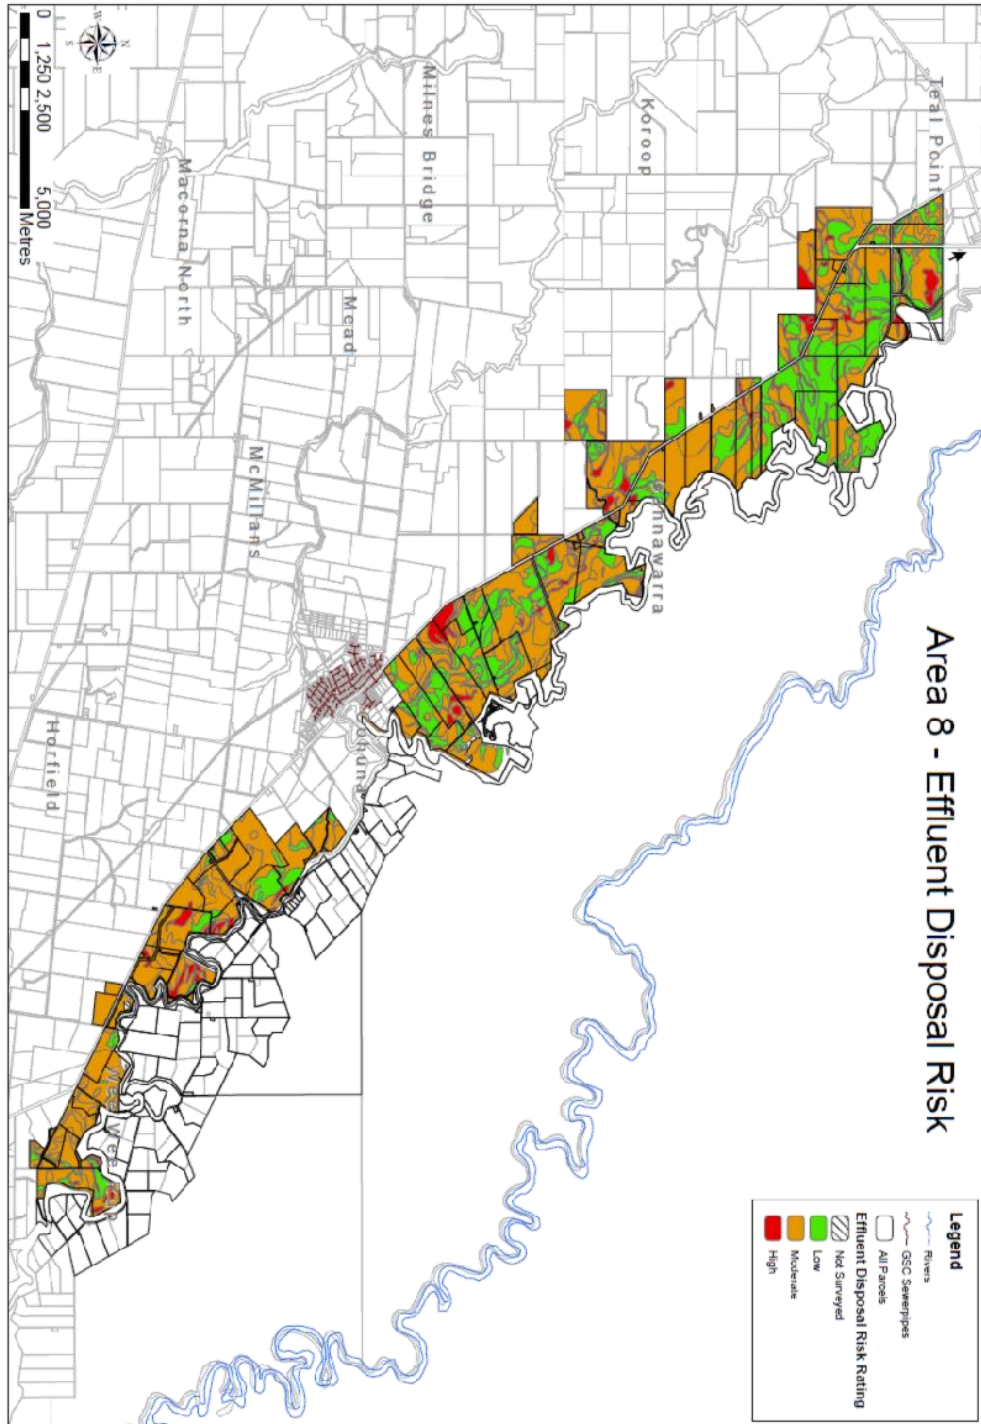 Area 8 - Effluent Disposal Risk
Legend
Rivers
GSC Sewerpipes
All Parcels
Effluent Disposal Risk Rating
Not Surveyed
Low
Moderate
High
Teal Point
Koroop
Milnes Bridge
Macorna North
Mead
McMillans
Horfield
N
W
E
S
0 1,250 2,500 5,000
Metres